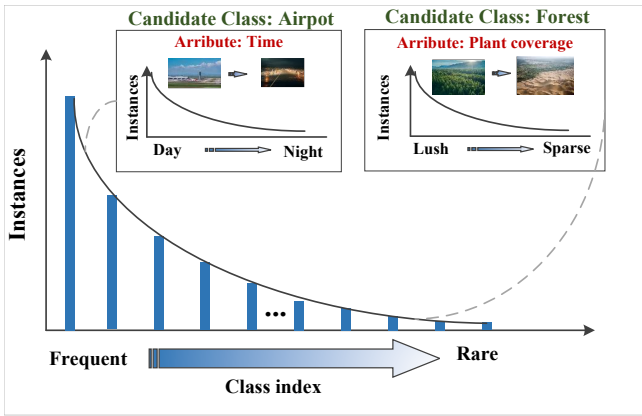 Candidate Class: Airpot
Arribute: Time
Instances
Day
Night
Candidate Class: Forest
Arribute: Plant coverage
Instances
Lush
Sparse
Instances
...
Frequent
Rare
Class index